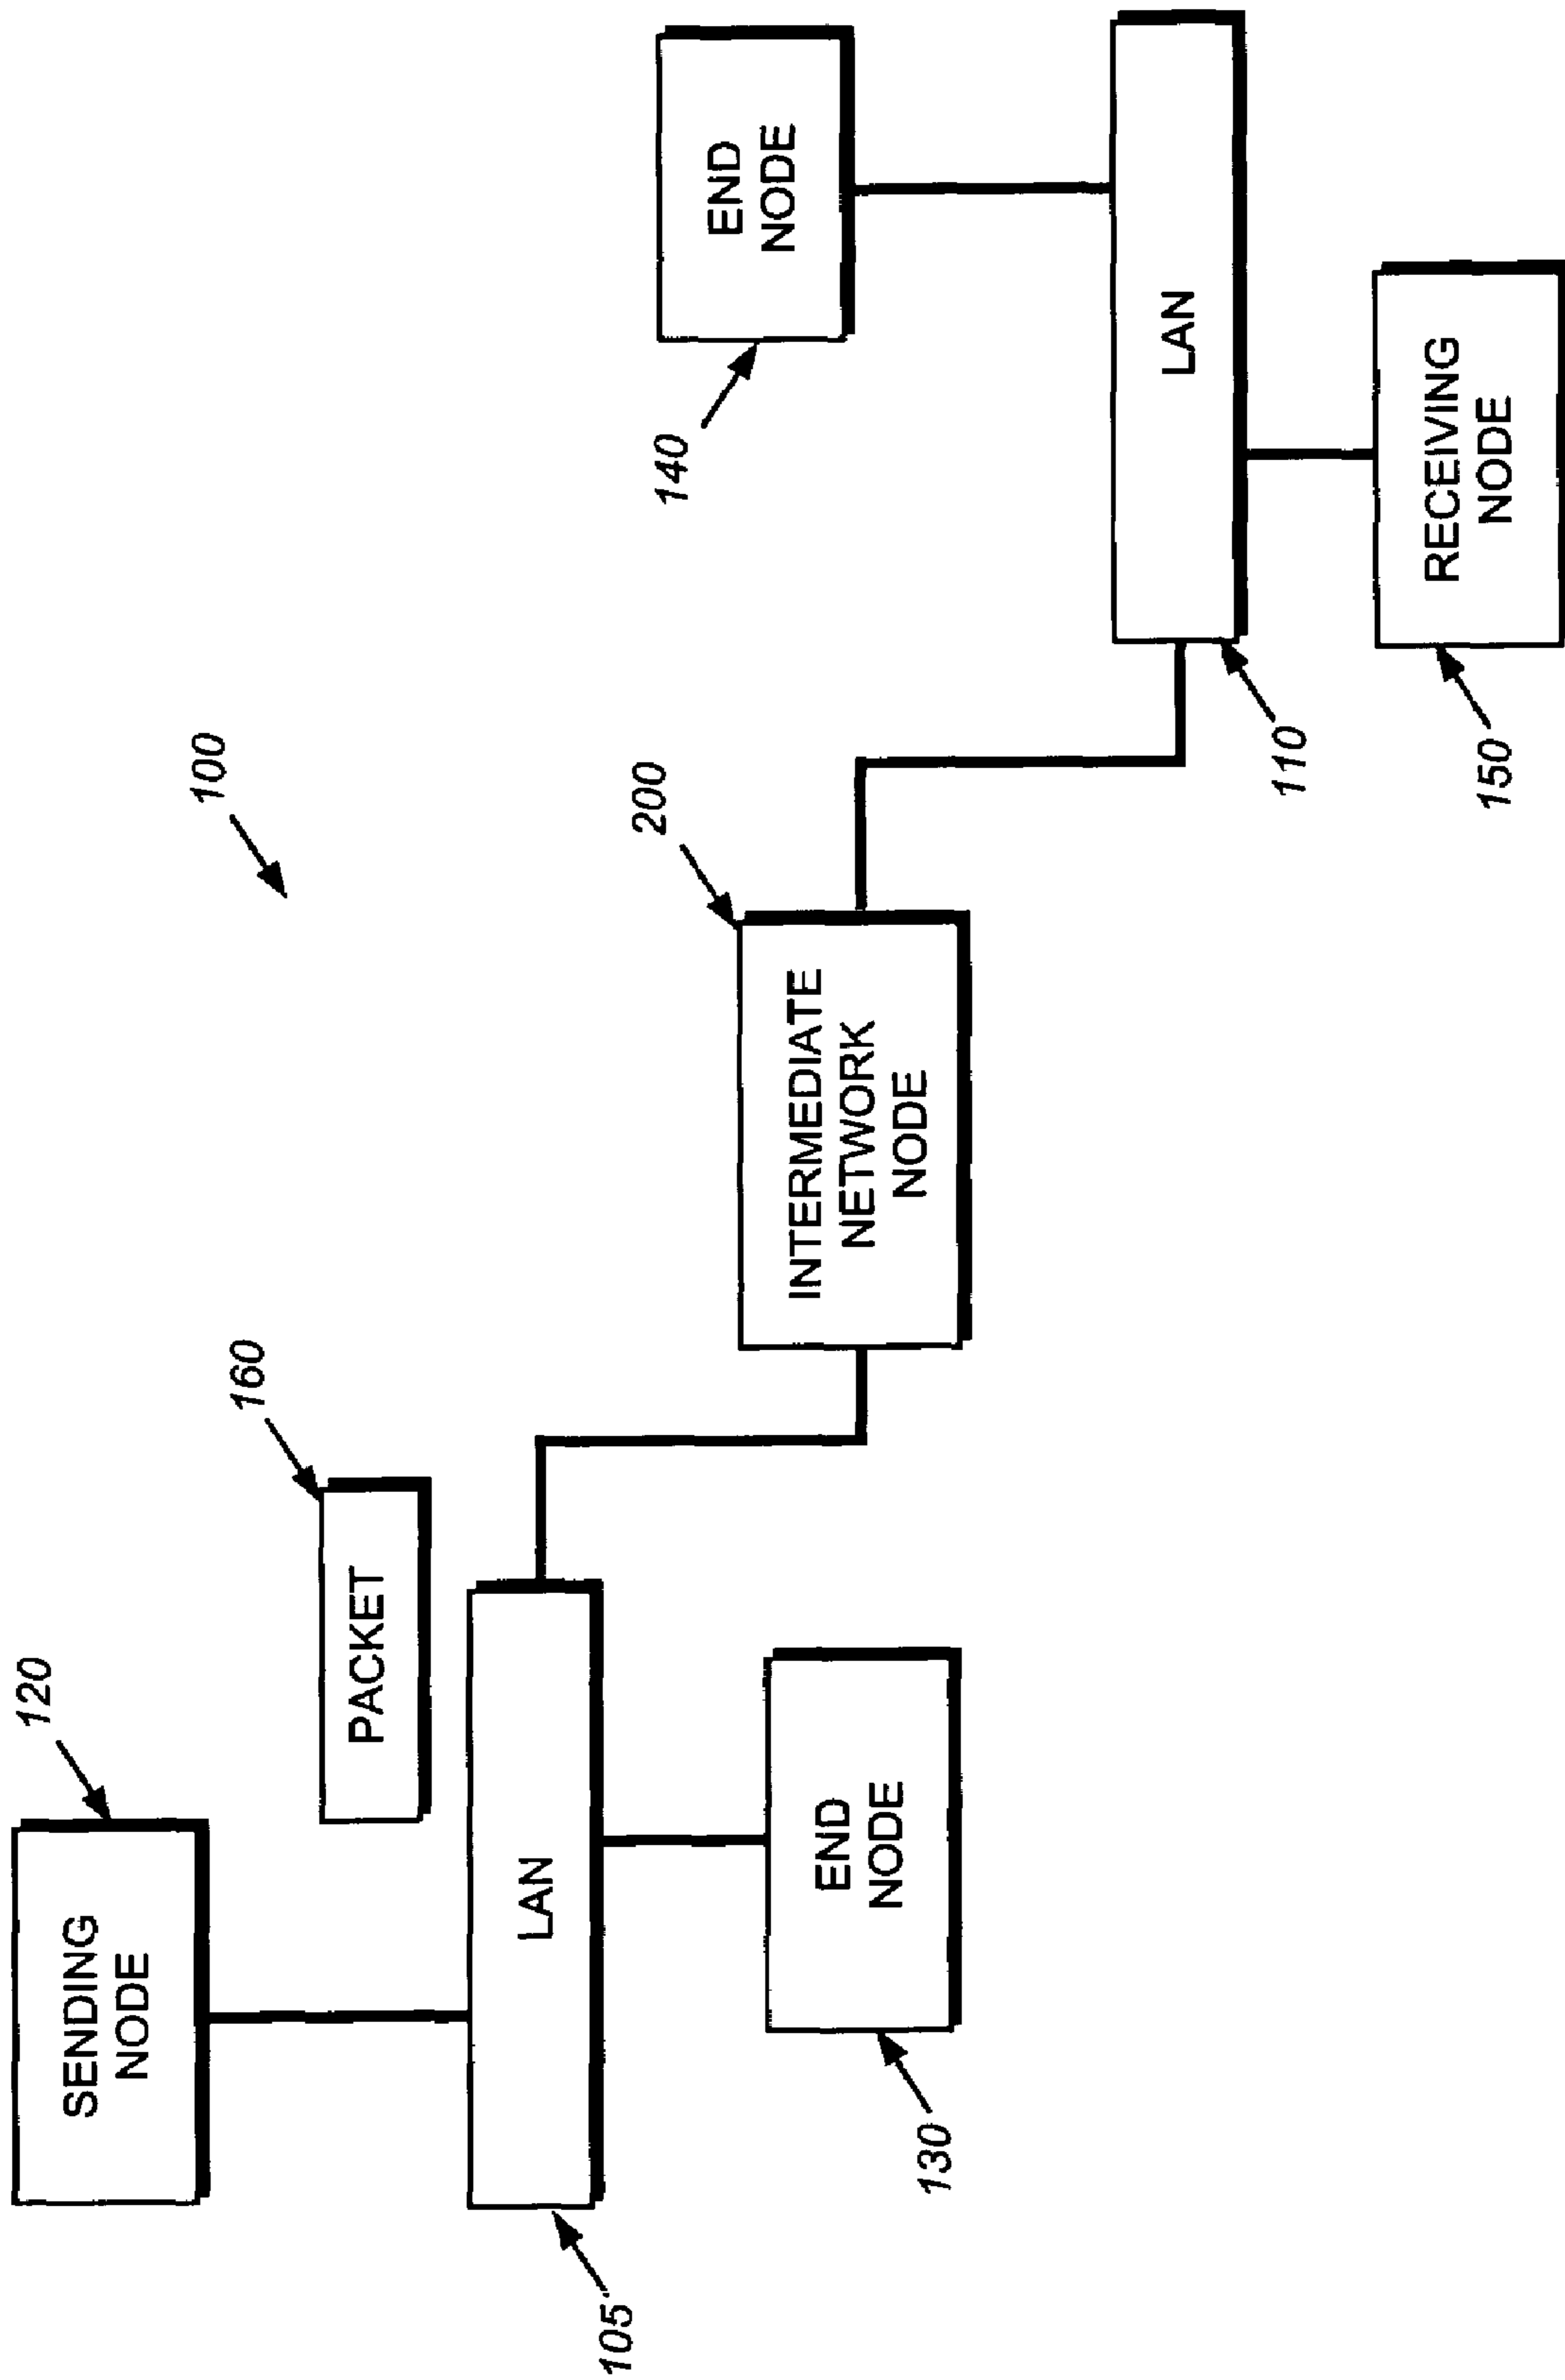 100
120
SENDING
NODE
160
PACKET
LAN
105
END
NODE
130
200
INTERMEDIATE
NETWORK
NODE
140
END
NODE
LAN
110
RECEIVING
NODE
150